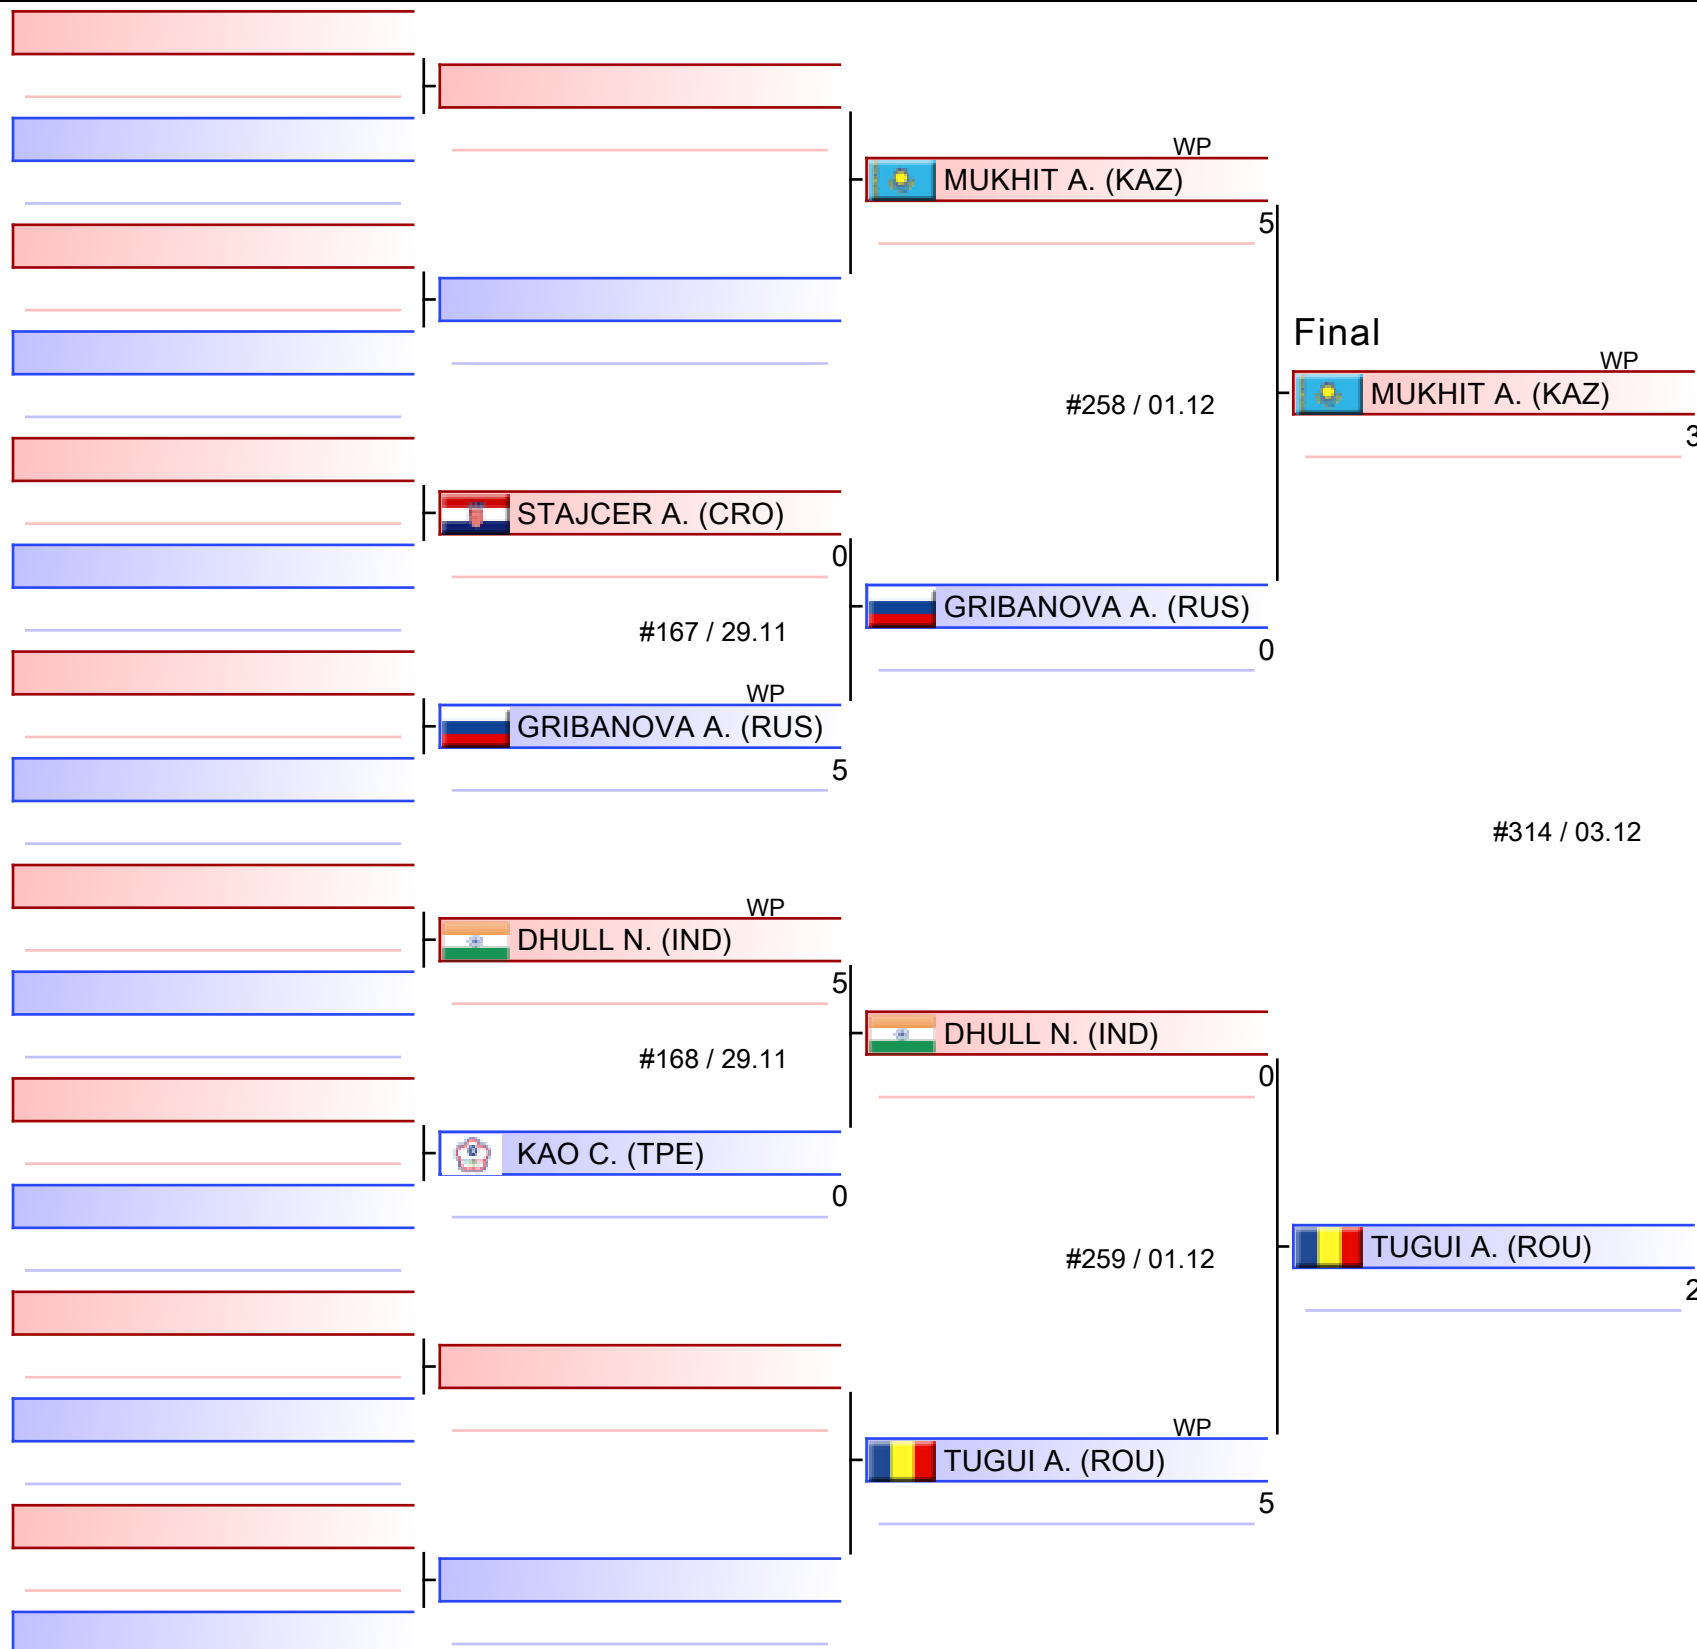 WP
MUKHIT A. (KAZ)
5
Final
WP
#258 / 01.12
MUKHIT A. (KAZ)
3
STAJCER A. (CRO)
0
GRIBANOVA A. (RUS)
#167 / 29.11
0
WP
GRIBANOVA A. (RUS)
5
#314 / 03.12
WP
DHULL N. (IND)
5
DHULL N. (IND)
#168 / 29.11
0
KAO C. (TPE)
0
#259 / 01.12
TUGUI A. (ROU)
2
WP
TUGUI A. (ROU)
5